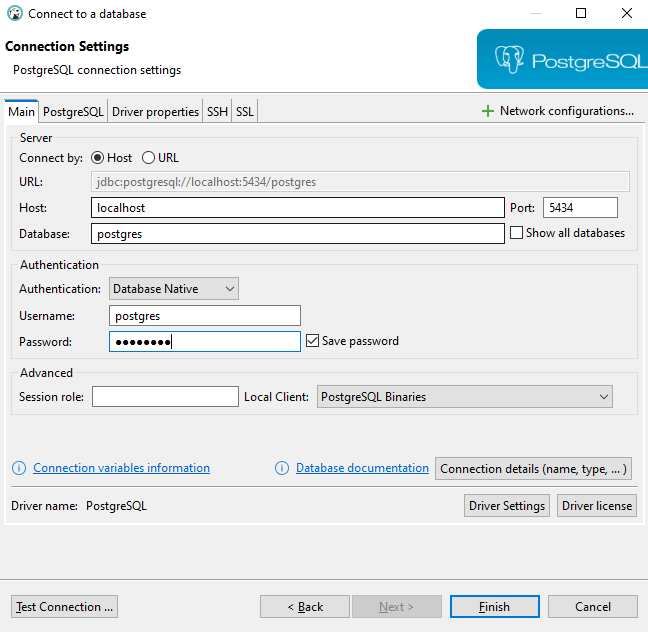 Connect to a database
Connection Settings
PostgreSQL connection settings
PostgreSQL
Main PostgreSQL Driver properties SSH SSL Network configurations...
Server
Connect by: Host URL
URL: jdbc:postgresql://localhost:5434/postgres
Host: localhost Port: 5434
Database: postgres Show all databases
Authentication
Authentication: Database Native
Username: postgres
Password: •••••••• Save password
Advanced
Session role: Local Client: PostgreSQL Binaries
Connection variables information Database documentation Connection details (name, type, ... )
Driver name: PostgreSQL Driver Settings Driver license
Test Connection ... < Back Next > Finish Cancel